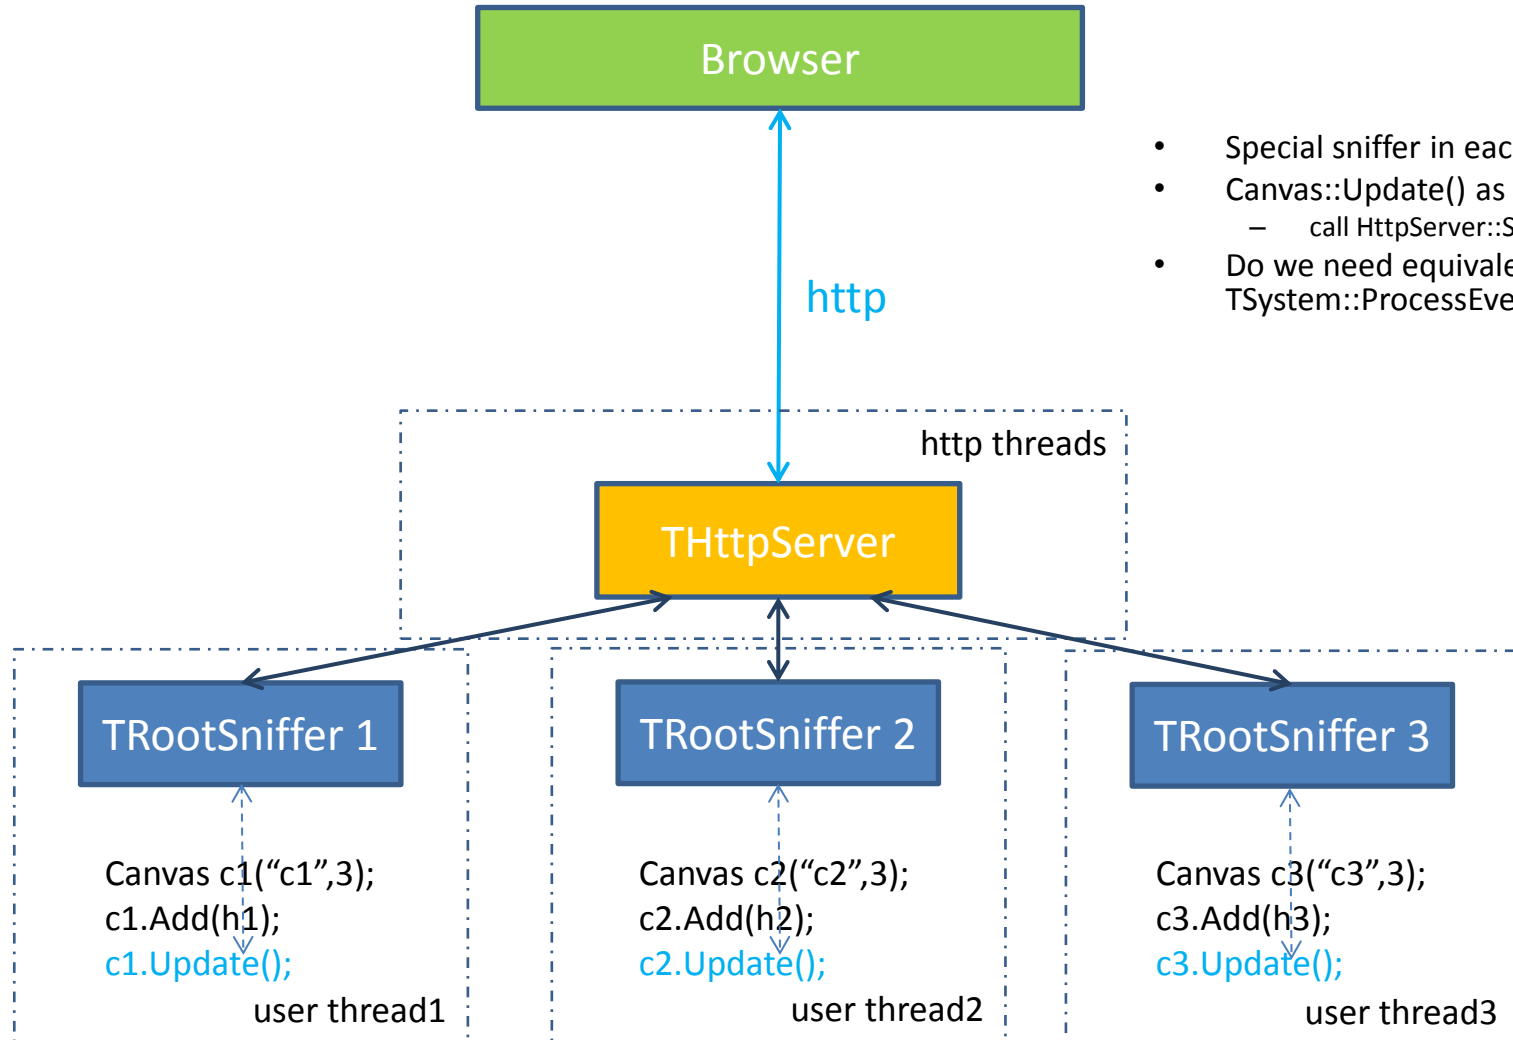 Browser
• Special sniffer in eac
• Canvas::Update() as
– call HttpServer::S
• Do we need equivale
TSystem::ProcessEve
http
http threads
THttpServer
TRootSniffer 1
Canvas c1(“c1”,3);
c1.Add(h1);
c1.Update();
user thread1
TRootSniffer 2
Canvas c2(“c2”,3);
c2.Add(h2);
c2.Update();
user thread2
TRootSniffer 3
Canvas c3(“c3”,3);
c3.Add(h3);
c3.Update();
user thread3